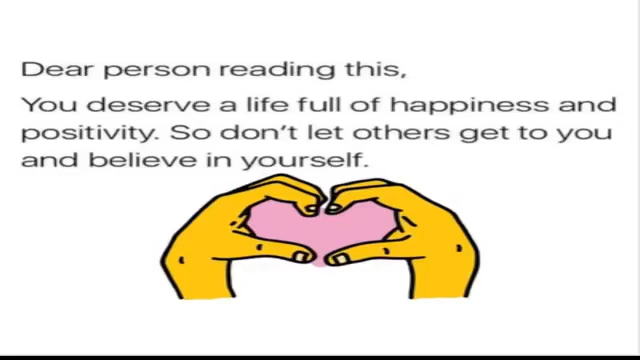 Dear person reading this,
You deserve a life full of happiness and
positivity. So don't let others get to you
and believe in yourself.